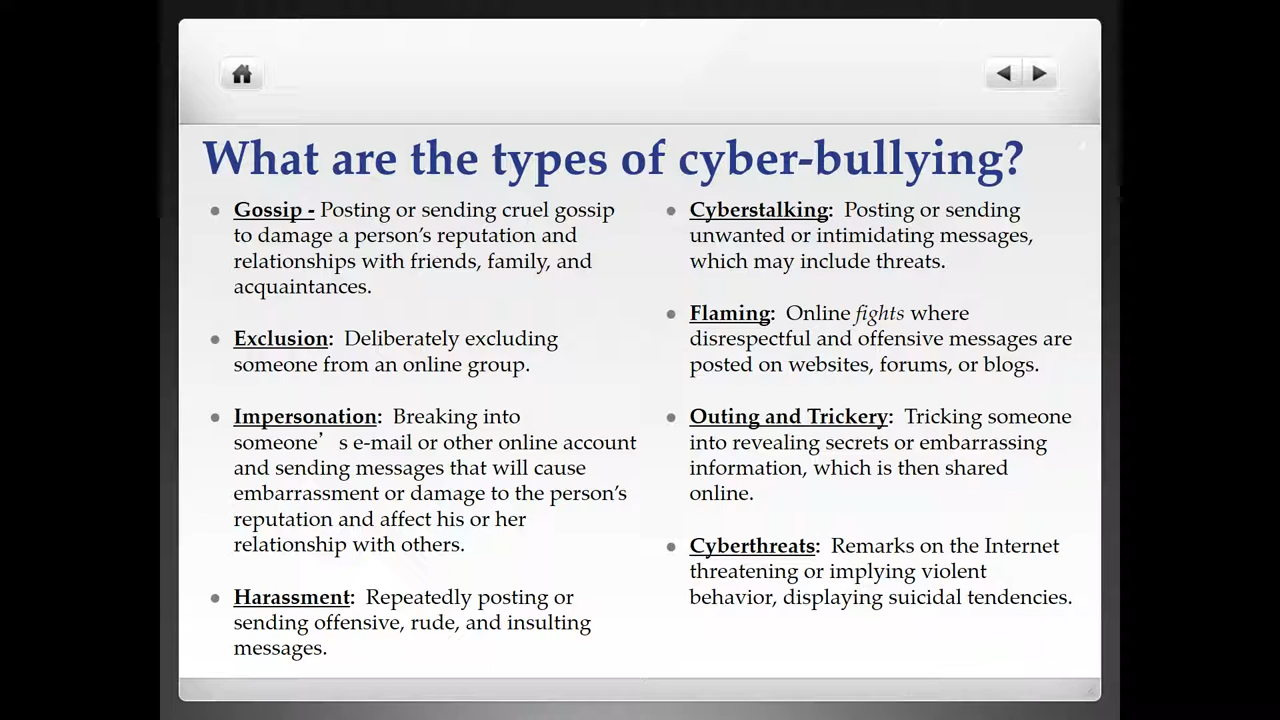 What are the types of cyber-bullying?
Gossip - Posting or sending cruel gossip
to damage a person's reputation and
relationships with friends, family, and
acquaintances.
Exclusion: Deliberately excluding
someone from an online group.
Impersonation: Breaking into
someone’ s e-mail or other online account
and sending messages that will cause
embarrassment or damage to the person's
reputation and affect his or her
relationship with others.
Harassment: Repeatedly posting or
sending offensive, rude, and insulting
messages.
Cyberstalking: Posting or sending
unwanted or intimidating messages,
which may include threats.
Flaming: Online fights where
disrespectful and offensive messages are
posted on websites, forums, or blogs.
Outing and Trickery: Tricking someone
into revealing secrets or embarrassing
information, which is then shared
online.
Cyberthreats: Remarks on the Internet
threatening or implying violent
behavior, displaying suicidal tendencies.